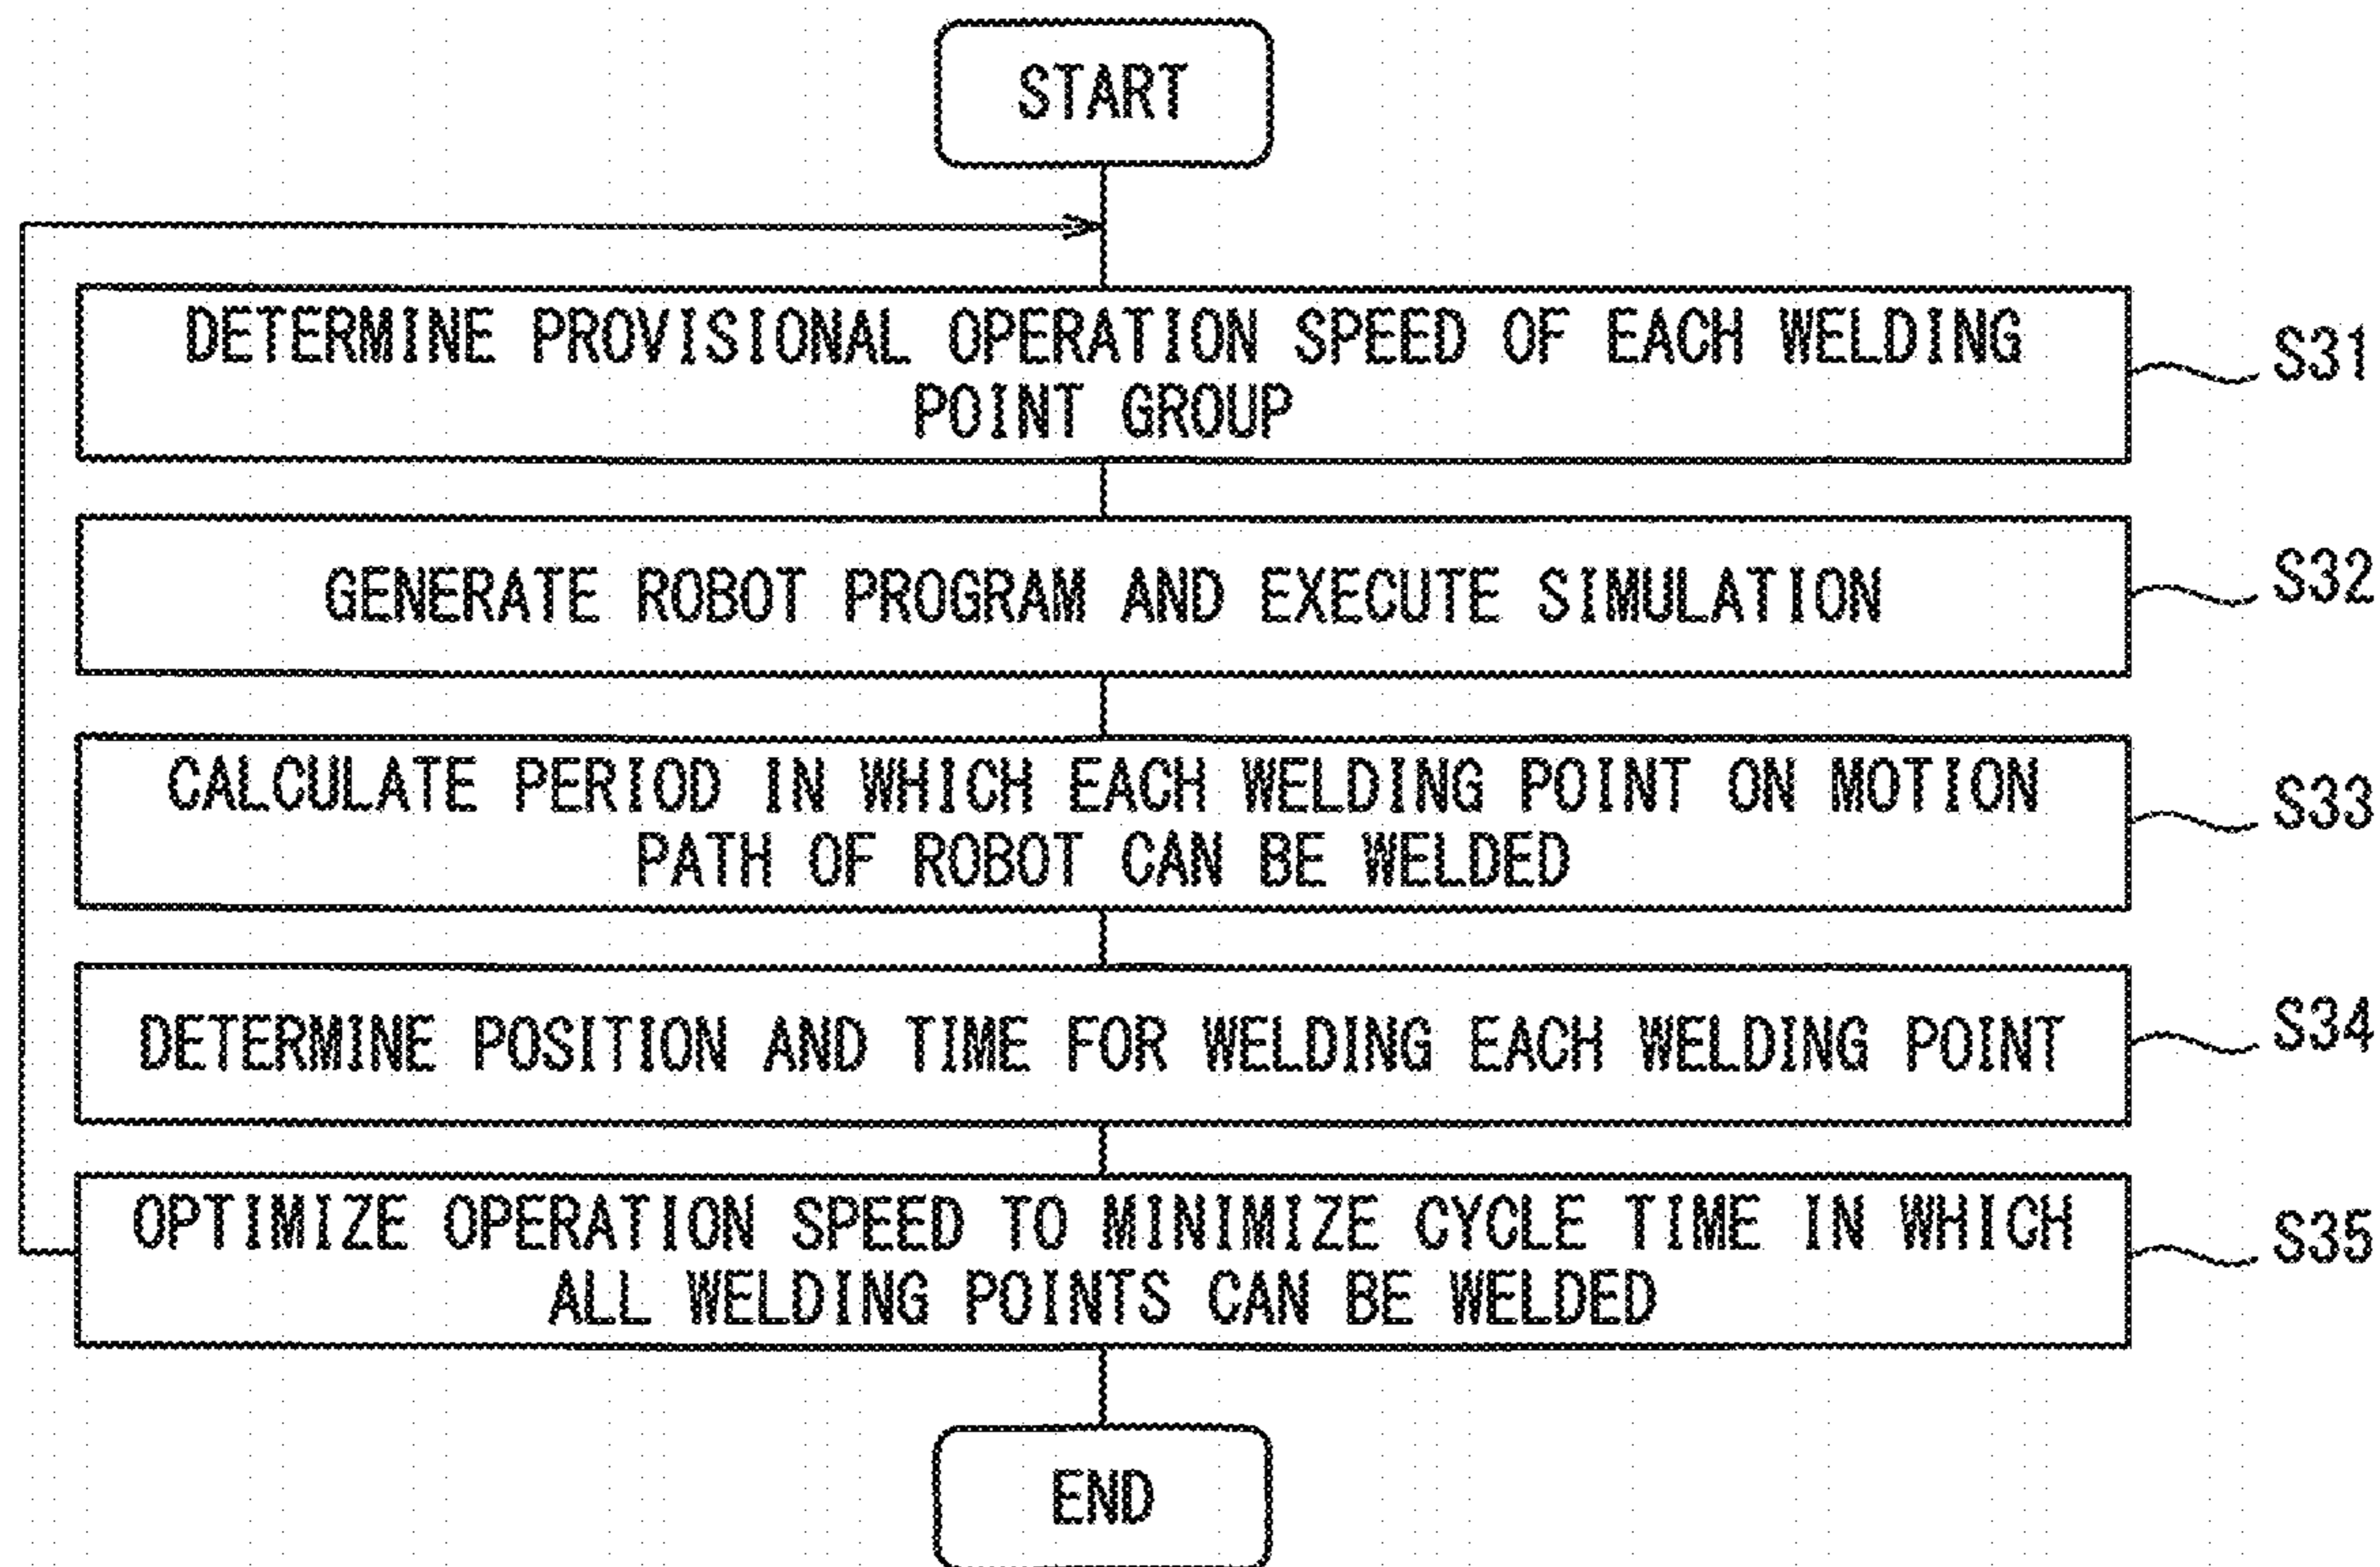 START
DETERMINE PROVISIONAL OPERATION SPEED OF EACH WELDING
POINT GROUP
S31
GENERATE ROBOT PROGRAM AND EXECUTE SIMULATION
S32
CALCULATE PERIOD IN WHICH EACH WELDING POINT ON MOTION
PATH OF ROBOT CAN BE WELDED
S33
DETERMINE POSITION AND TIME FOR WELDING EACH WELDING POINT
S34
OPTIMIZE OPERATION SPEED TO MINIMIZE CYCLE TIME IN WHICH
ALL WELDING POINTS CAN BE WELDED
S35
END